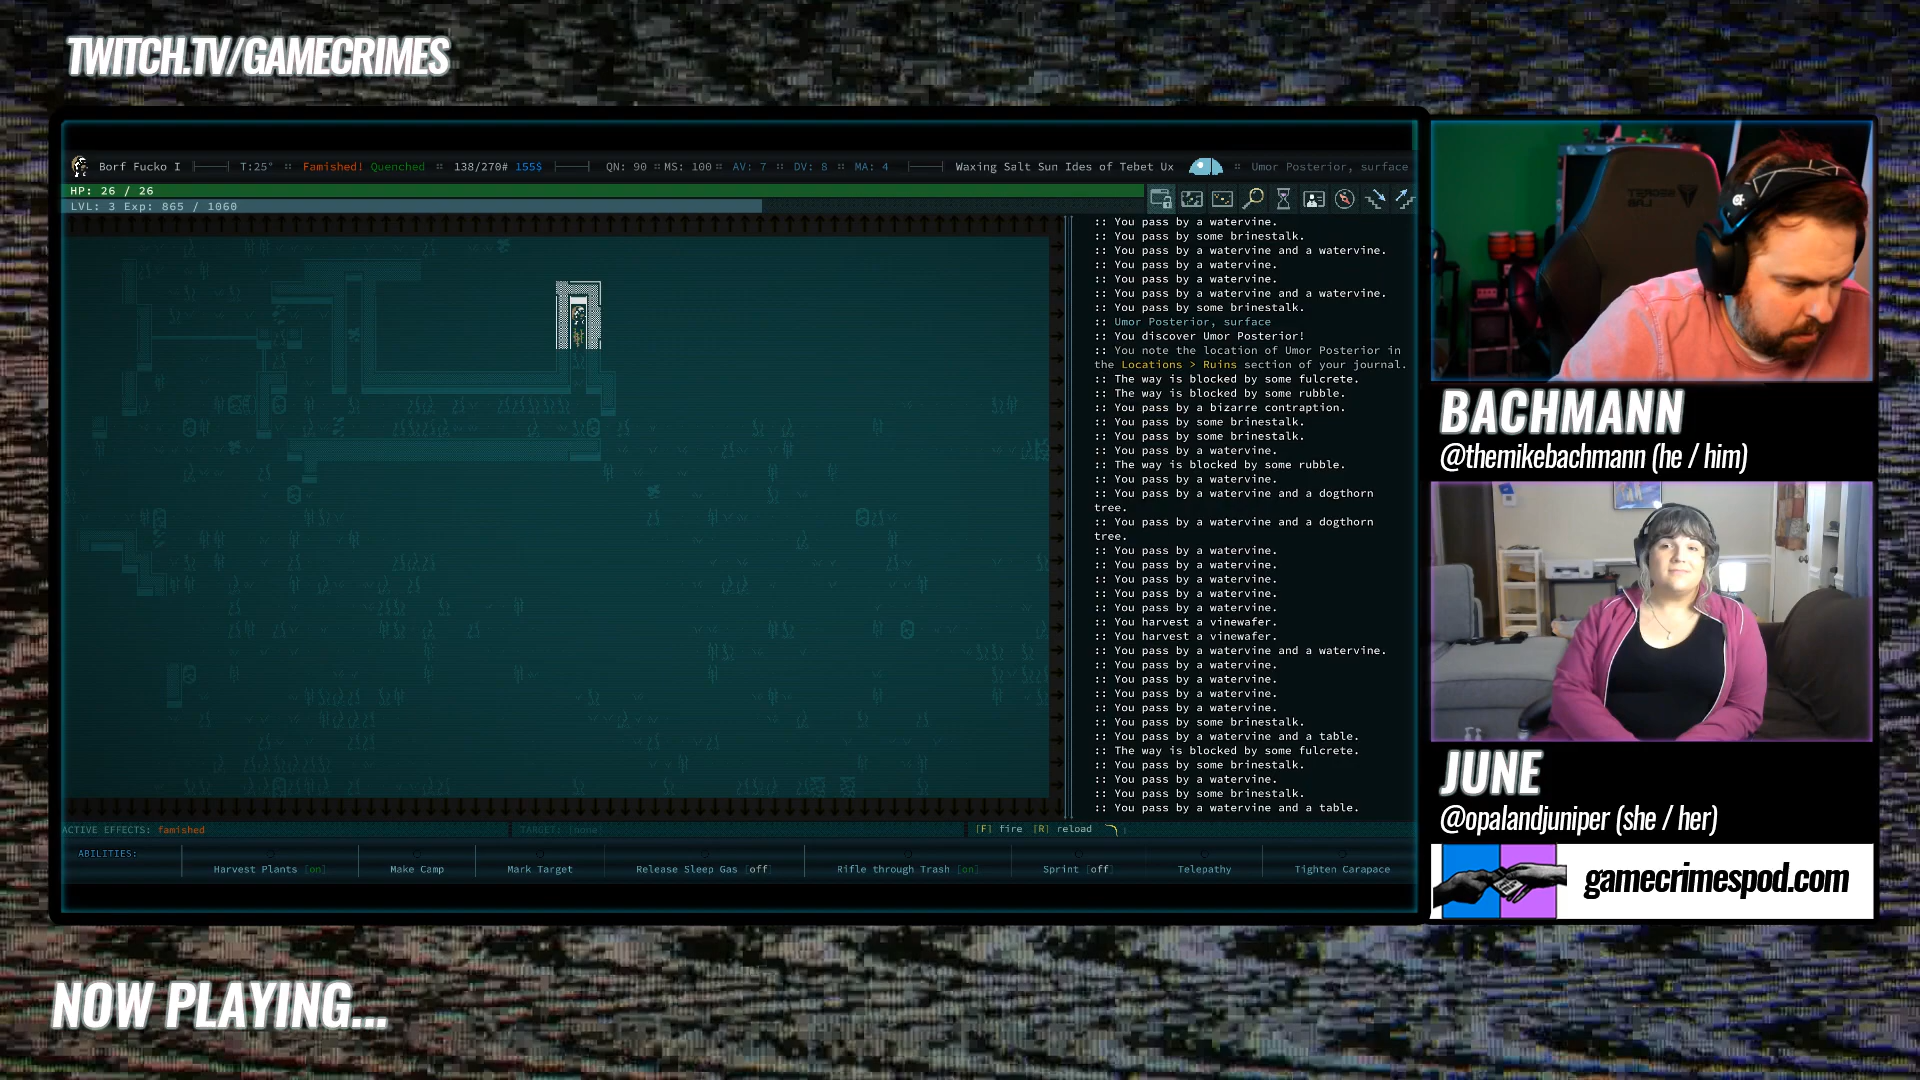 TWITCH.TV/GAMECRIMES
Borf Fucko I
T:25° :: Famished! Quenched :: 138/270# 155$
QN: 90 :: MS: 100 :: AV: 7 :: DV: 8 :: MA: 4
Waxing Salt Sun Ides of Tebet Ux :: Umor Posterior, surface
HP: 26 / 26
LVL: 3 Exp: 865 / 1060
:: You pass by a watervine.
:: You pass by some brinestalk.
:: You pass by a watervine and a watervine.
:: You pass by a watervine.
:: You pass by a watervine.
:: You pass by a watervine and a watervine.
:: You pass by some brinestalk.
:: Umor Posterior, surface
:: You discover Umor Posterior!
:: You note the location of Umor Posterior in
the Locations > Ruins section of your journal.
:: The way is blocked by some fulcrete.
:: The way is blocked by some rubble.
:: You pass by a bizarre contraption.
:: You pass by some brinestalk.
:: You pass by some brinestalk.
:: You pass by a watervine.
:: The way is blocked by some rubble.
:: You pass by a watervine.
:: You pass by a watervine and a dogthorn
tree.
:: You pass by a watervine and a dogthorn
tree.
:: You pass by a watervine.
:: You pass by a watervine.
:: You pass by a watervine.
:: You pass by a watervine.
:: You pass by a watervine.
:: You harvest a vinewafer.
:: You harvest a vinewafer.
:: You pass by a watervine and a watervine.
:: You pass by a watervine.
:: You pass by a watervine.
:: You pass by a watervine.
:: You pass by a watervine.
:: You pass by some brinestalk.
:: You pass by a watervine and a table.
:: The way is blocked by some fulcrete.
:: You pass by some brinestalk.
:: You pass by a watervine.
:: You pass by some brinestalk.
:: You pass by a watervine and a table.
ACTIVE EFFECTS: famished
TARGET: [none]
[F] fire [R] reload
ABILITIES:
Harvest Plants [on]
Make Camp
Mark Target
Release Sleep Gas [off]
Rifle through Trash [on]
Sprint [off]
Telepathy
Tighten Carapace
BACHMANN
@themikebachmann (he / him)
JUNE
@opalandjuniper (she / her)
gamecrimespod.com
NOW PLAYING...